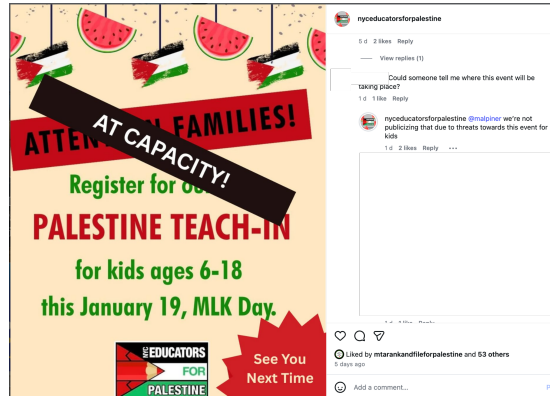 ATTENTION FAMILIES!
AT CAPACITY!
Register for our
PALESTINE TEACH-IN
for kids ages 6-18
this January 19, MLK Day.
NYC EDUCATORS
FOR
PALESTINE
See You
Next Time
nyceducatorsforpalestine
5 d 2 likes Reply
View replies (1)
Could someone tell me where this event will be
taking place?
1 d 1 like Reply
nyceducatorsforpalestine @malpiner we're not
publicizing that due to threats towards this event for
kids
1 d 2 likes Reply
Liked by mtarankandfileforpalestine and 53 others
5 days ago
Add a comment...